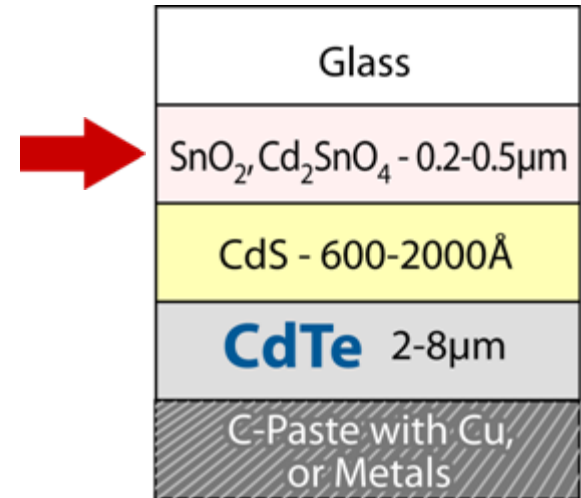 Glass
SnO₂, Cd₂SnO₄ - 0.2-0.5µm
CdS - 600-2000Å
CdTe 2-8µm
C-Paste with Cu,
or Metals